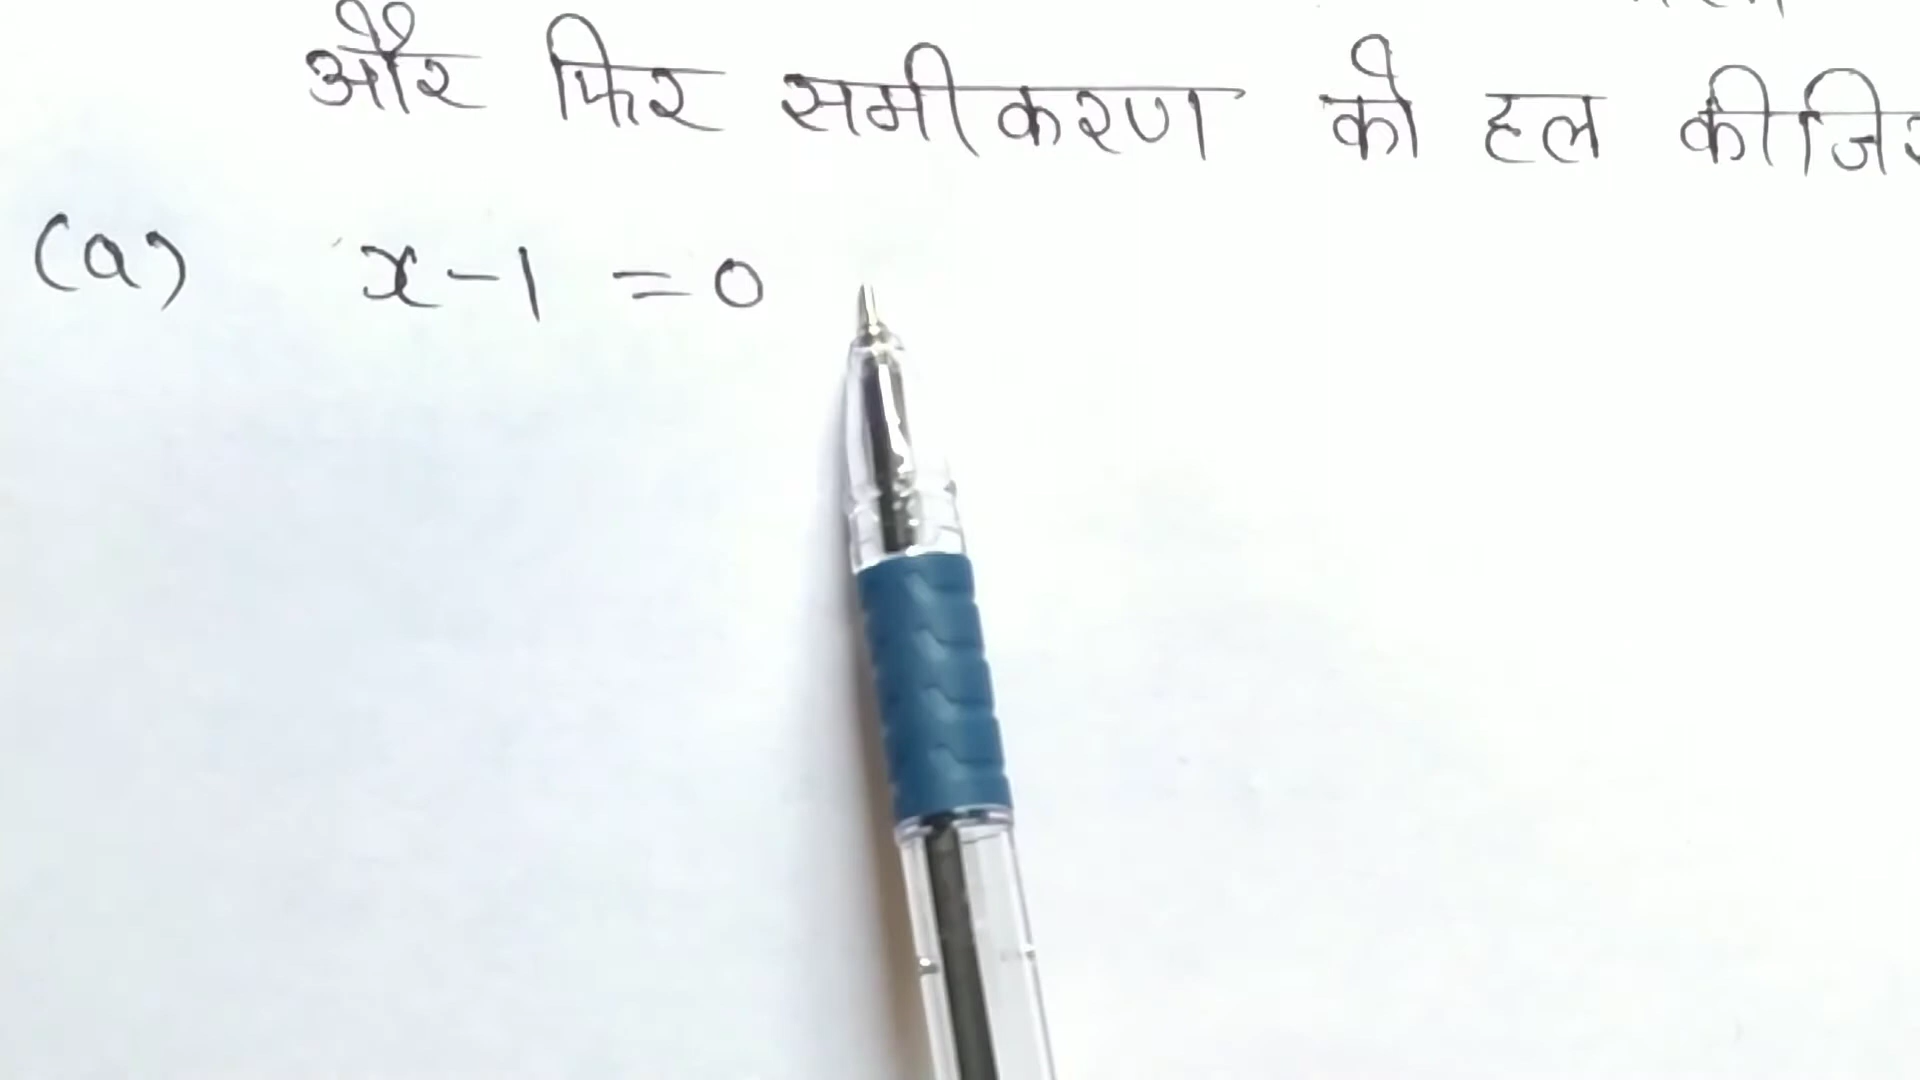 और फिर समीकरण को हल
(a) x - 1 = 0